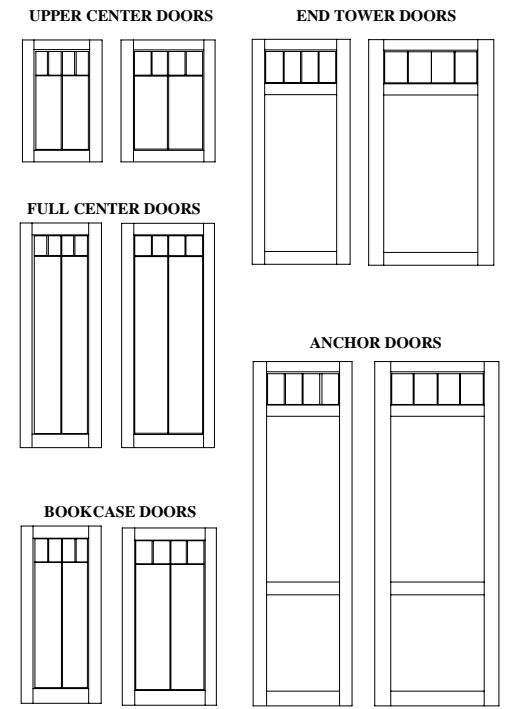 UPPER CENTER DOORS
END TOWER DOORS
FULL CENTER DOORS
ANCHOR DOORS
BOOKCASE DOORS